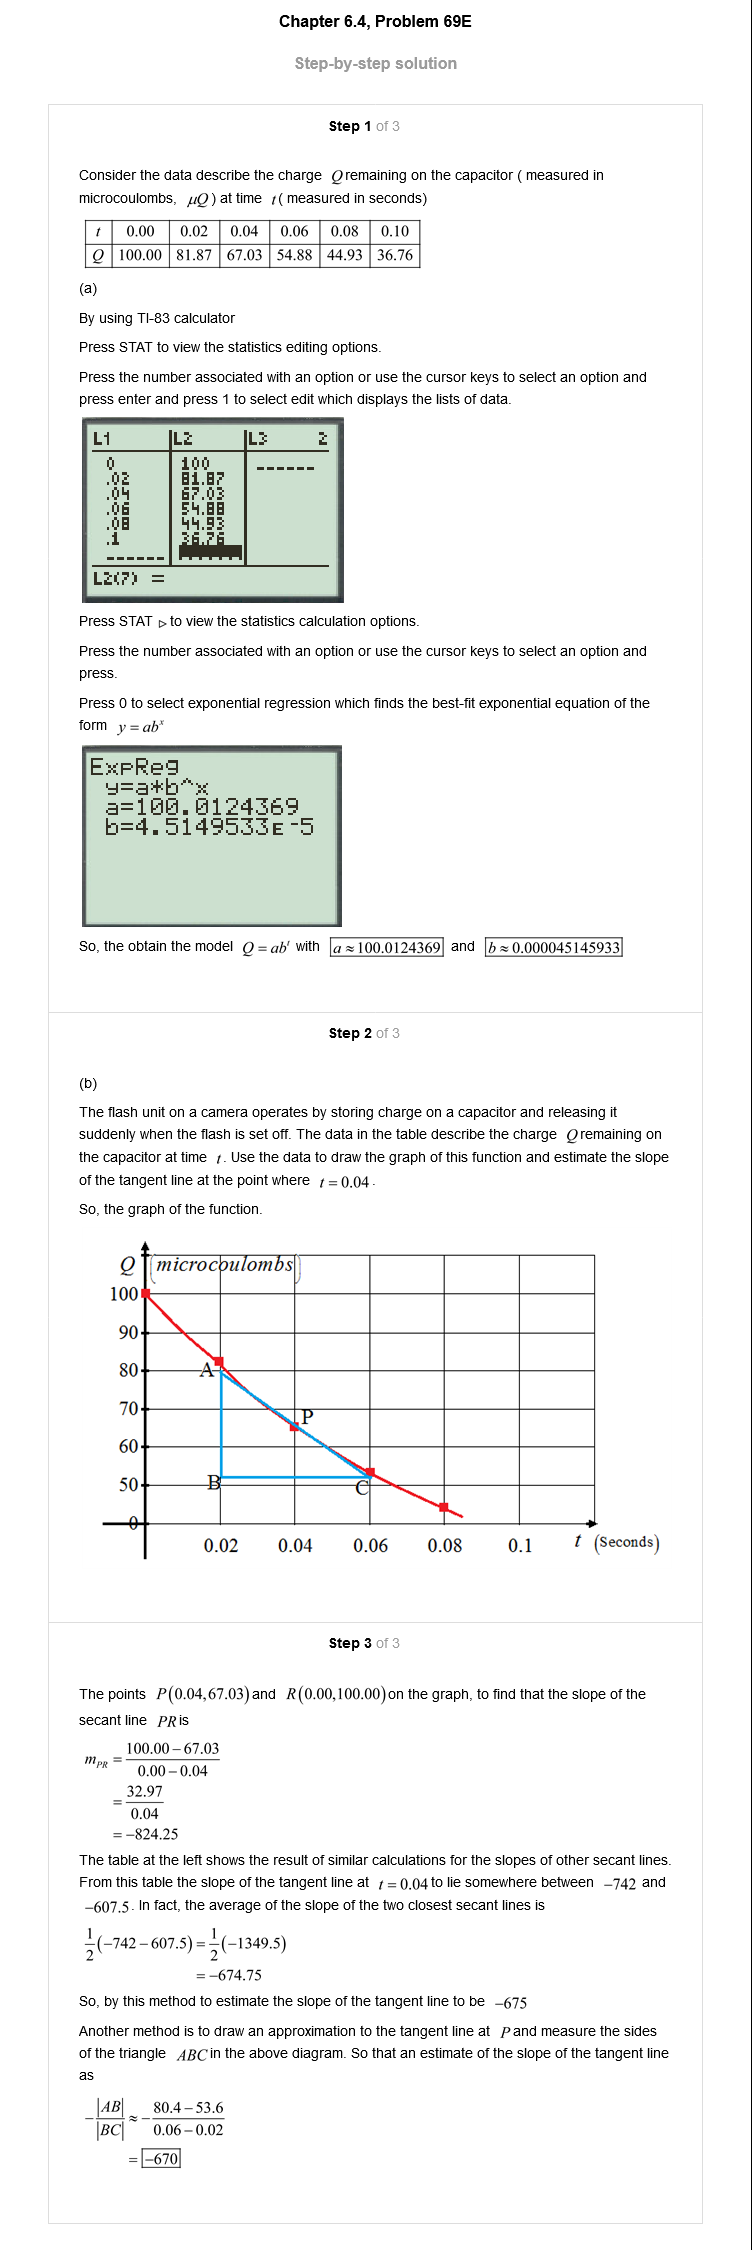 Chapter 6.4, Problem 69E
Step-by-step solution
Step 1 of 3
Consider the data describe the charge Q remaining on the capacitor ( measured in
microcoulombs, μQ ) at time t ( measured in seconds)
t 0.00 0.02 0.04 0.06 0.08 0.10
Q 100.00 81.87 67.03 54.88 44.93 36.76
(a)
By using TI-83 calculator
Press STAT to view the statistics editing options.
Press the number associated with an option or use the cursor keys to select an option and
press enter and press 1 to select edit which displays the lists of data.
L1 L2 L3 2
0 100 ------
.02 81.87
.04 67.03
.06 54.88
.08 44.93
.1 36.76
------
L2(7) =
Press STAT ▷ to view the statistics calculation options.
Press the number associated with an option or use the cursor keys to select an option and
press.
Press 0 to select exponential regression which finds the best-fit exponential equation of the
form y = ab^x
ExpReg
y=a*b^x
a=100.0124369
b=4.5149533E-5
So, the obtain the model Q = ab^t with a ≈ 100.0124369 and b ≈ 0.000045145933
Step 2 of 3
(b)
The flash unit on a camera operates by storing charge on a capacitor and releasing it
suddenly when the flash is set off. The data in the table describe the charge Q remaining on
the capacitor at time t. Use the data to draw the graph of this function and estimate the slope
of the tangent line at the point where t = 0.04.
So, the graph of the function.
Q (microcoulombs)
100
90
80 A
70 P
60
50 B C
0
0.02 0.04 0.06 0.08 0.1 t (Seconds)
Step 3 of 3
The points P(0.04,67.03) and R(0.00,100.00) on the graph, to find that the slope of the
secant line PR is
m_PR = (100.00 − 67.03)/(0.00 − 0.04)
= 32.97/0.04
= −824.25
The table at the left shows the result of similar calculations for the slopes of other secant lines.
From this table the slope of the tangent line at t = 0.04 to lie somewhere between −742 and
−607.5. In fact, the average of the slope of the two closest secant lines is
1/2(−742 − 607.5) = 1/2(−1349.5)
= −674.75
So, by this method to estimate the slope of the tangent line to be −675
Another method is to draw an approximation to the tangent line at P and measure the sides
of the triangle ABC in the above diagram. So that an estimate of the slope of the tangent line
as
−|AB|/|BC| ≈ −(80.4 − 53.6)/(0.06 − 0.02)
= −670